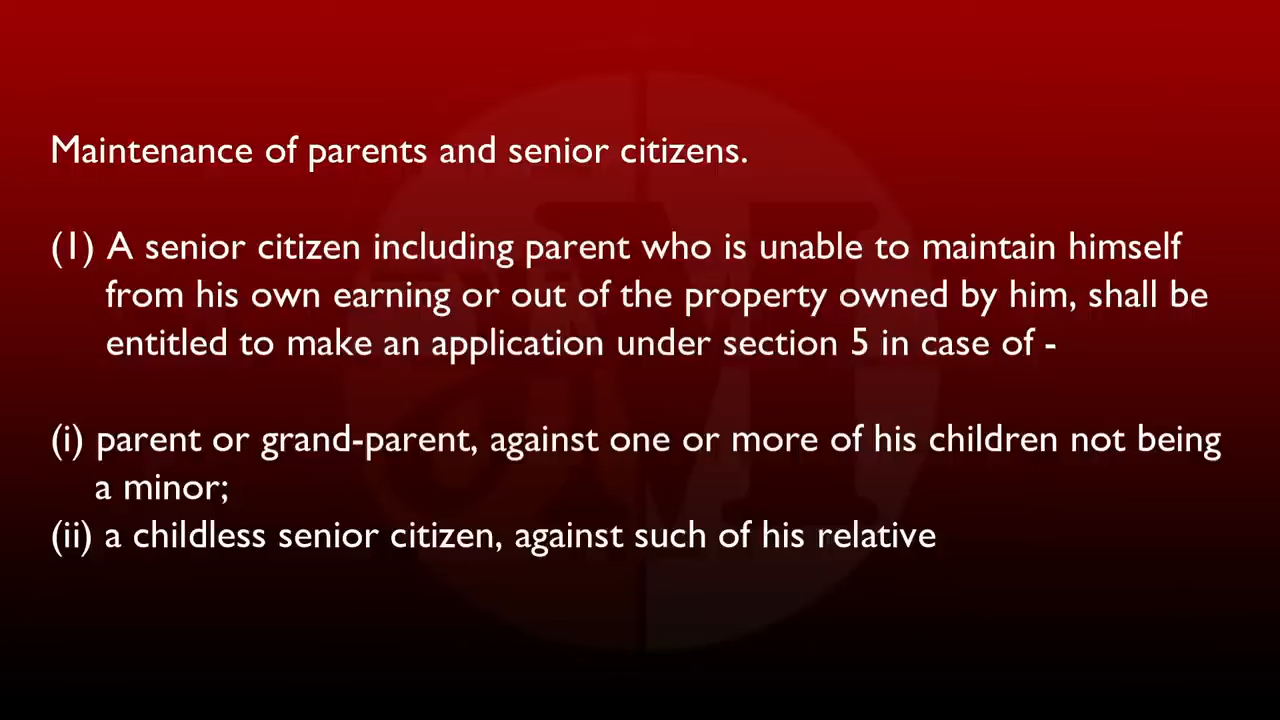 Maintenance of parents and senior citizens.
(1) A senior citizen including parent who is unable to maintain himself
from his own earning or out of the property owned by him, shall be
entitled to make an application under section 5 in case of -
(i) parent or grand-parent, against one or more of his children not being
a minor;
(ii) a childless senior citizen, against such of his relative